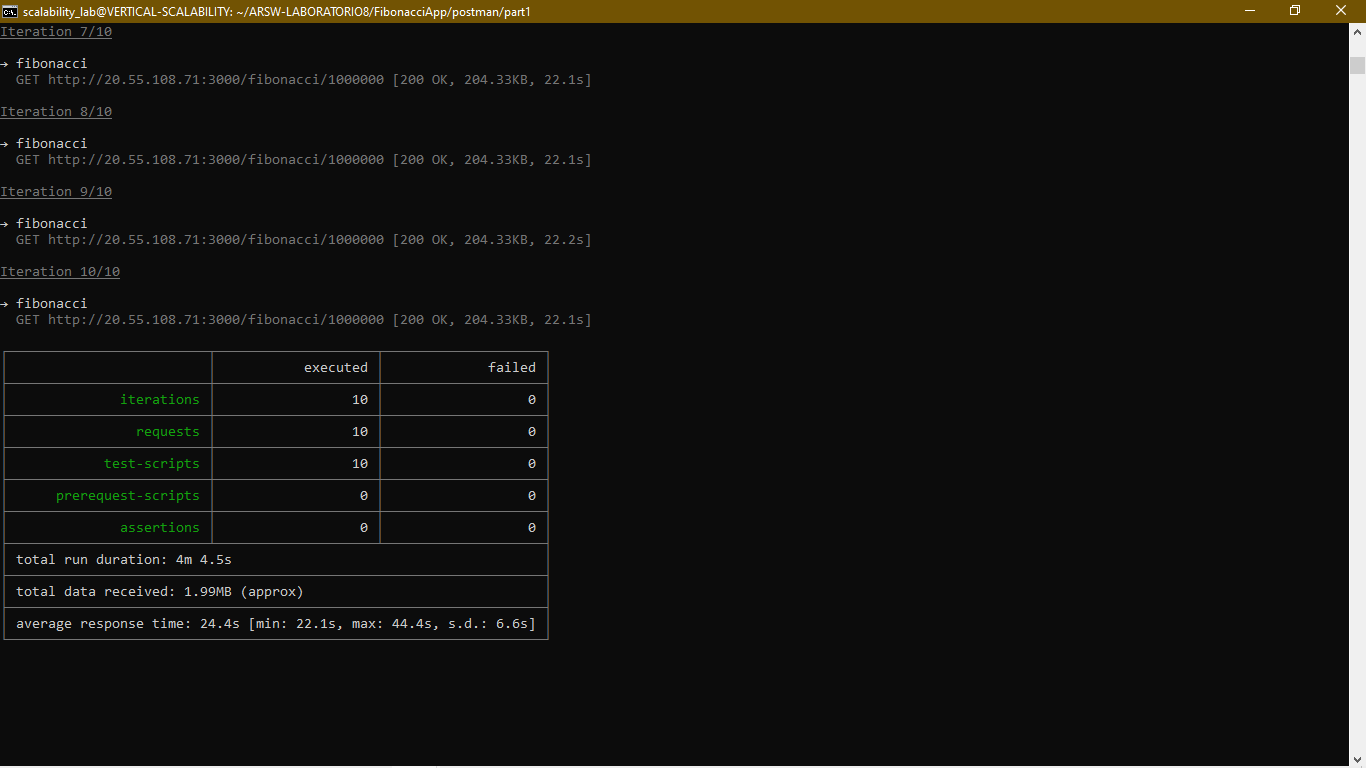 scalability_lab@VERTICAL-SCALABILITY: ~/ARSW-LABORATORIO8/FibonacciApp/postman/part1
Iteration 7/10
→ fibonacci
GET http://20.55.108.71:3000/fibonacci/1000000 [200 OK, 204.33KB, 22.1s]
Iteration 8/10
→ fibonacci
GET http://20.55.108.71:3000/fibonacci/1000000 [200 OK, 204.33KB, 22.1s]
Iteration 9/10
→ fibonacci
GET http://20.55.108.71:3000/fibonacci/1000000 [200 OK, 204.33KB, 22.2s]
Iteration 10/10
→ fibonacci
GET http://20.55.108.71:3000/fibonacci/1000000 [200 OK, 204.33KB, 22.1s]
executed failed
iterations 10 0
requests 10 0
test-scripts 10 0
prerequest-scripts 0 0
assertions 0 0
total run duration: 4m 4.5s
total data received: 1.99MB (approx)
average response time: 24.4s [min: 22.1s, max: 44.4s, s.d.: 6.6s]